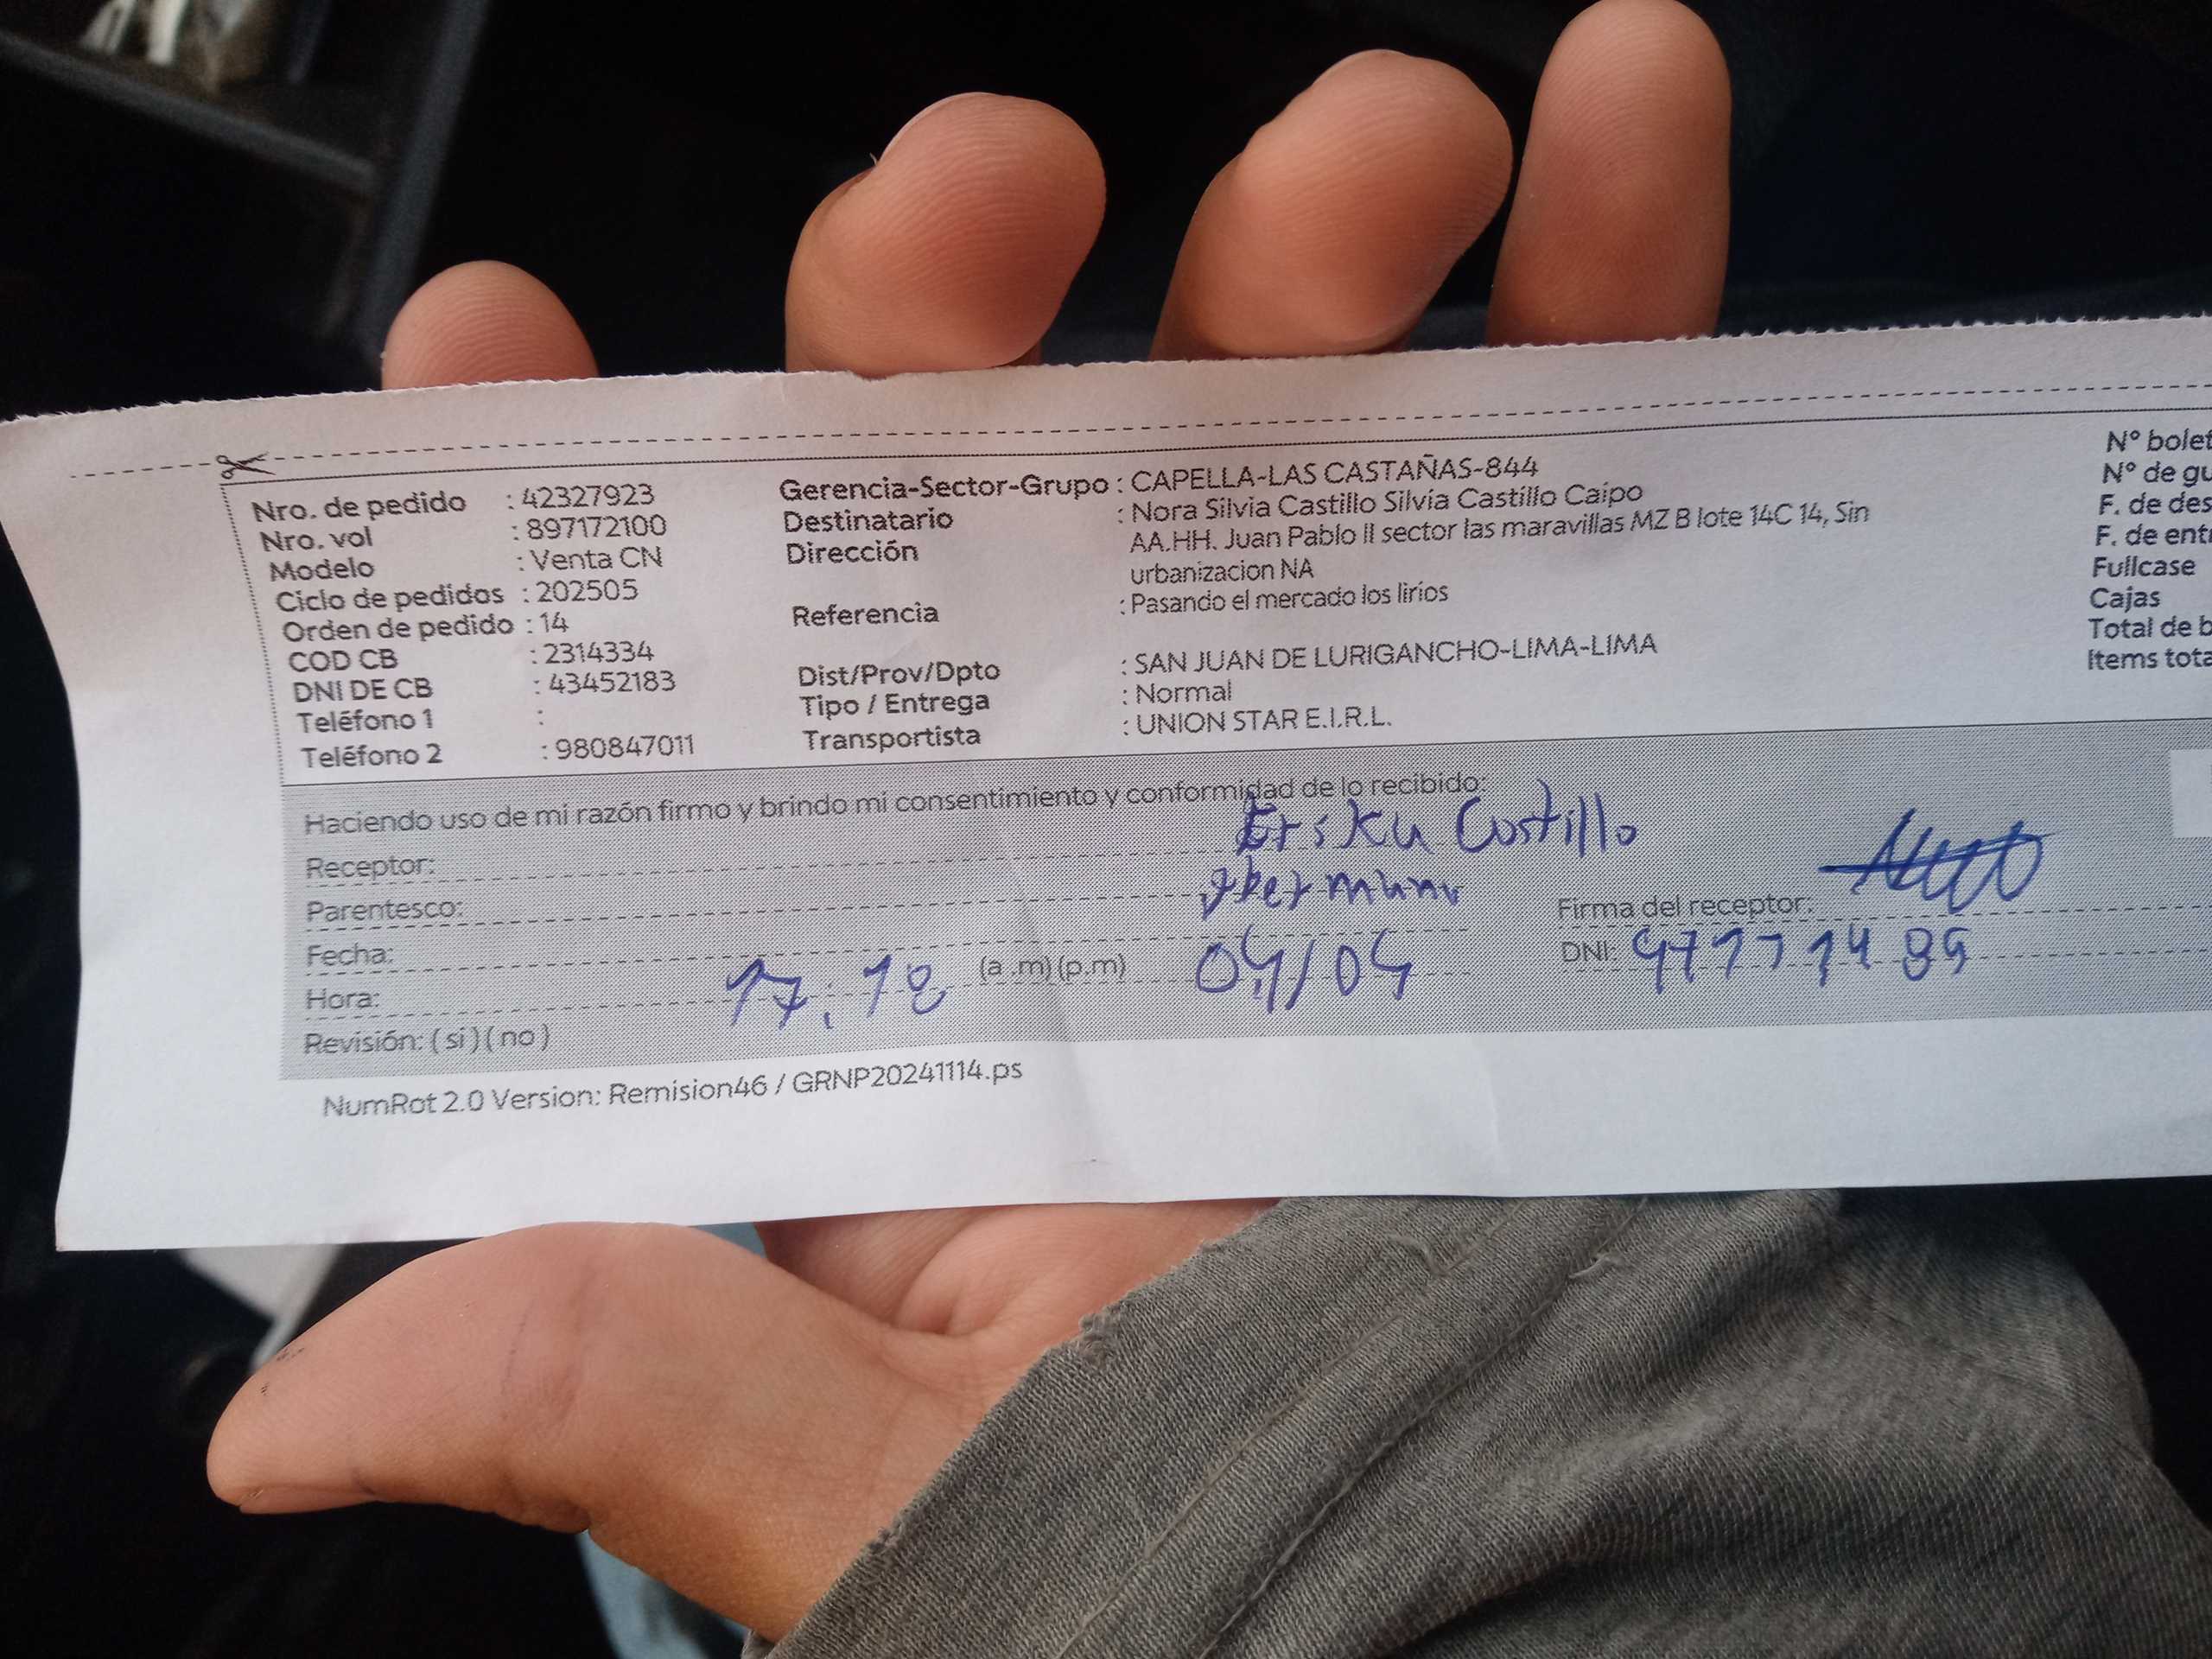 Nro. de pedido : 42327923
Nro. vol : 897172100
Modelo : Venta CN
Ciclo de pedidos : 202505
Orden de pedido : 14
COD CB : 2314334
DNI DE CB : 43452183
Teléfono 1 :
Teléfono 2 : 980847011
Gerencia-Sector-Grupo : CAPELLA-LAS CASTAÑAS-844
Destinatario : Nora Silvia Castillo Silvia Castillo Caipo
Dirección AA.HH. Juan Pablo II sector las maravillas MZ B lote 14C 14, Sin
urbanizacion NA
Referencia : Pasando el mercado los lirios
Dist/Prov/Dpto : SAN JUAN DE LURIGANCHO-LIMA-LIMA
Tipo / Entrega : Normal
Transportista : UNION STAR E.I.R.L.
N° bolet
N° de gu
F. de des
F. de entr
Fullcase
Cajas
Total de b
Items tota
Haciendo uso de mi razón firmo y brindo mi consentimiento y conformidad de lo recibido:
Receptor: Erika Castillo
Parentesco:
Firma del receptor:
Fecha: 04/04
DNI:
Hora: 17:12 (a.m)(p.m)
Revisión: (si)(no)
NumRot 2.0 Version: Remision46 / GRNP20241114.ps